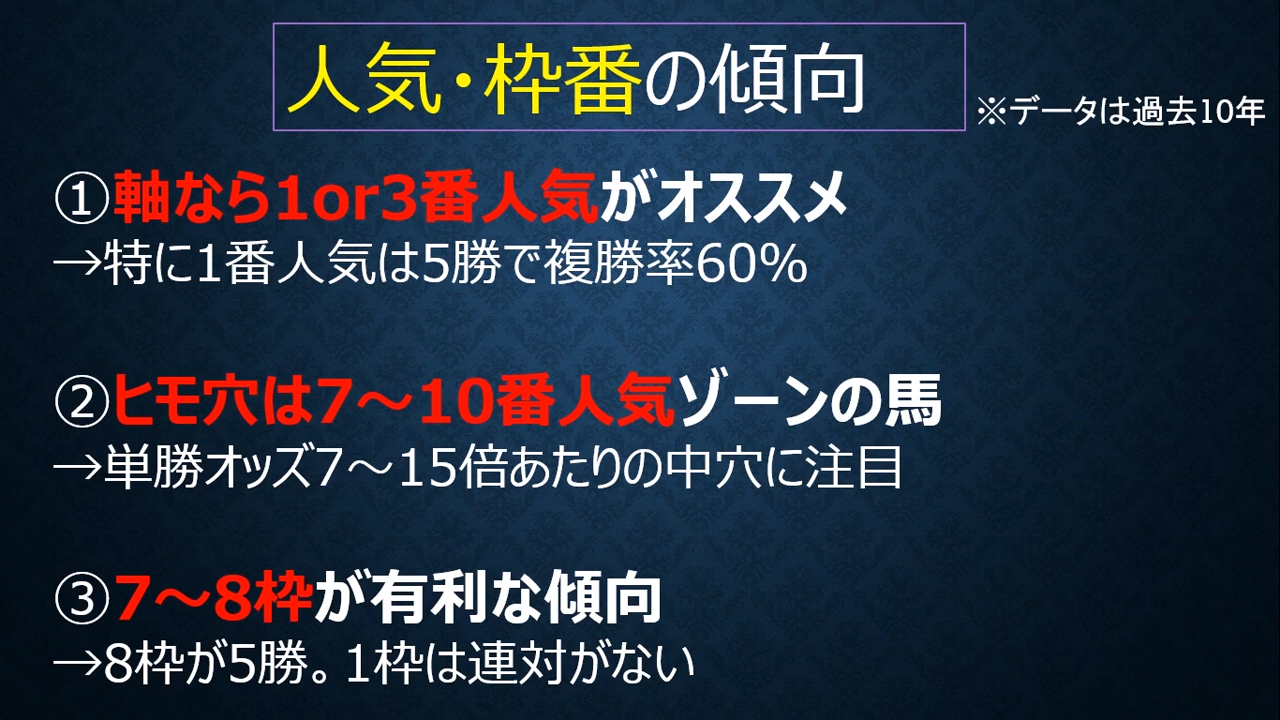 人気・枠番の傾向
※データは過去10年
①軸なら1or3番人気がオススメ
→特に1番人気は5勝で複勝率60%
②ヒモ穴は7～10番人気ゾーンの馬
→単勝オッズ7～15倍あたりの中穴に注目
③7～8枠が有利な傾向
→8枠が5勝。1枠は連対がない